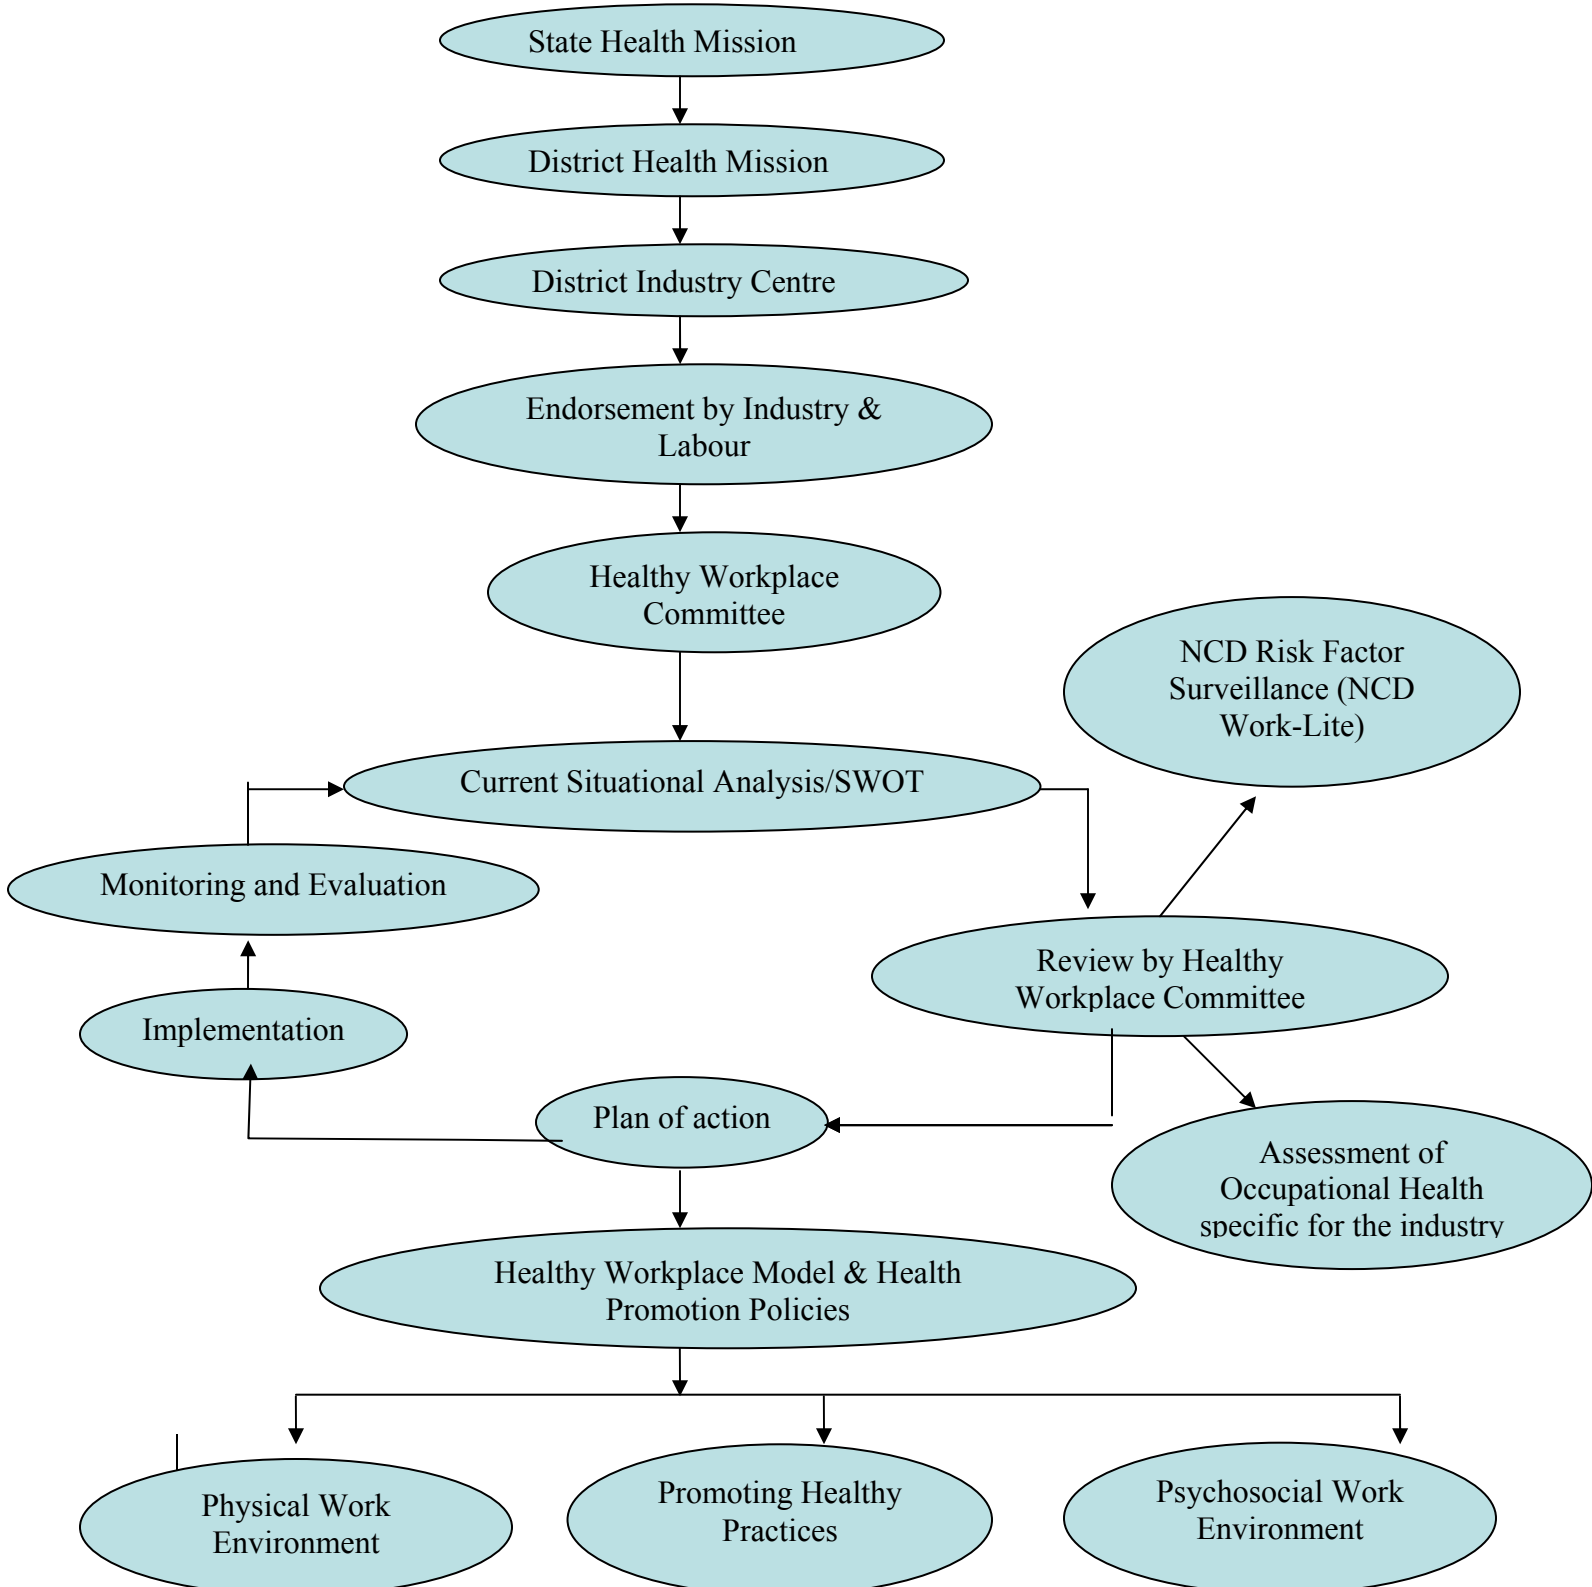 State Health Mission
District Health Mission
District Industry Centre
Endorsement by Industry &
Labour
Healthy Workplace
Committee
NCD Risk Factor
Surveillance (NCD
Work-Lite)
Current Situational Analysis/SWOT
Monitoring and Evaluation
Review by Healthy
Workplace Committee
Implementation
Plan of action
Assessment of
Occupational Health
specific for the industry
Healthy Workplace Model & Health
Promotion Policies
Physical Work
Environment
Promoting Healthy
Practices
Psychosocial Work
Environment